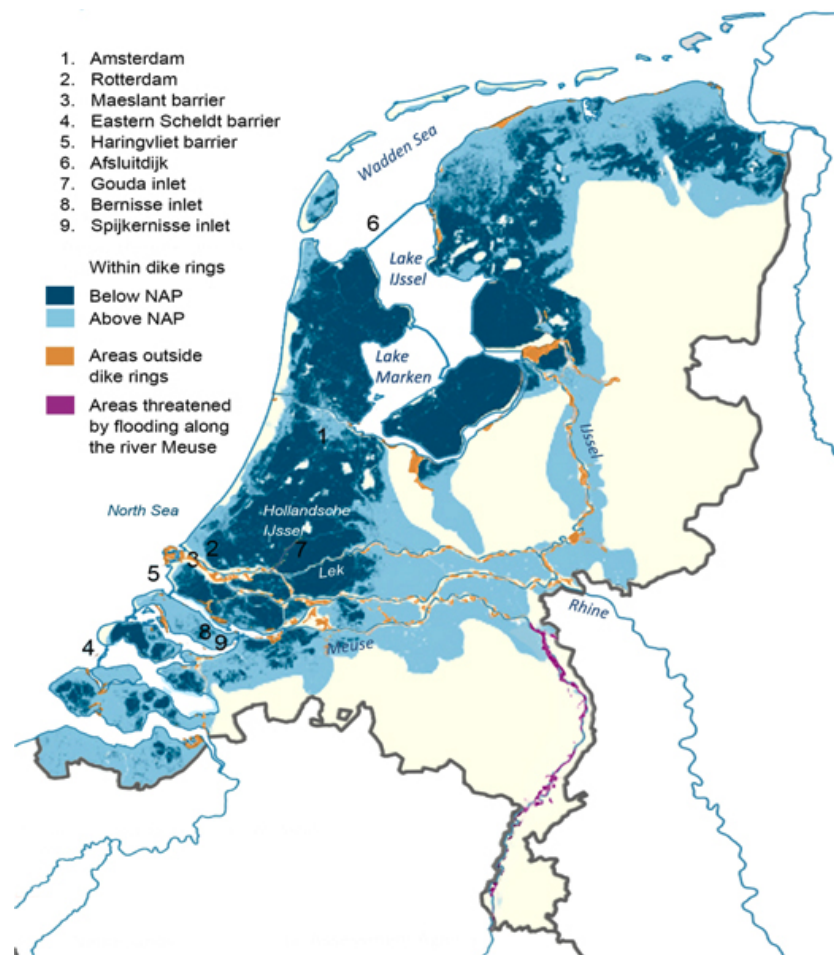 1. Amsterdam
2. Rotterdam
3. Maeslant barrier
4. Eastern Scheldt barrier
5. Haringvliet barrier
6. Afsluitdijk
7. Gouda inlet
8. Bernisse inlet
9. Spijkernisse inlet
Within dike rings
Below NAP
Above NAP
Areas outside
dike rings
Areas threatened
by flooding along
the river Meuse
Wadden Sea
6
Lake
IJssel
Lake
Marken
1
IJssel
North Sea
Hollandsche
IJssel
2
7
3
Lek
5
Rhine
8
9
4
Meuse